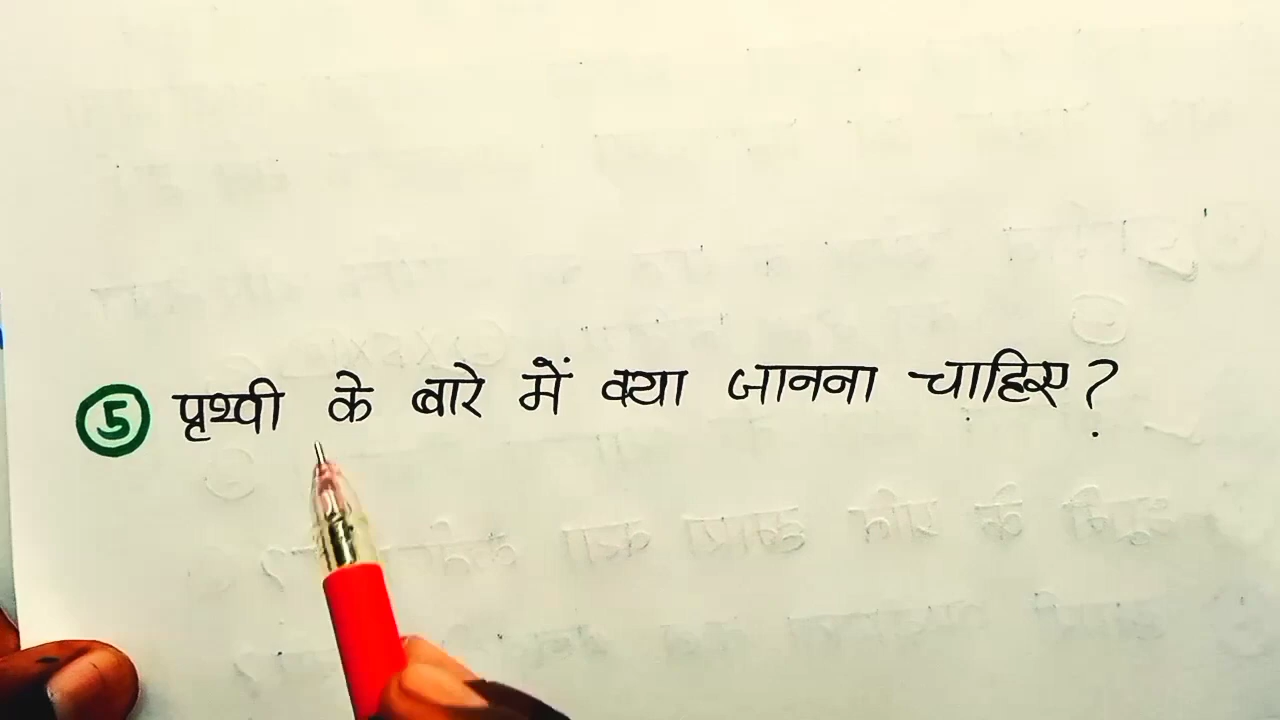 5 पृथ्वी के बारे में क्या जानना चाहिए?